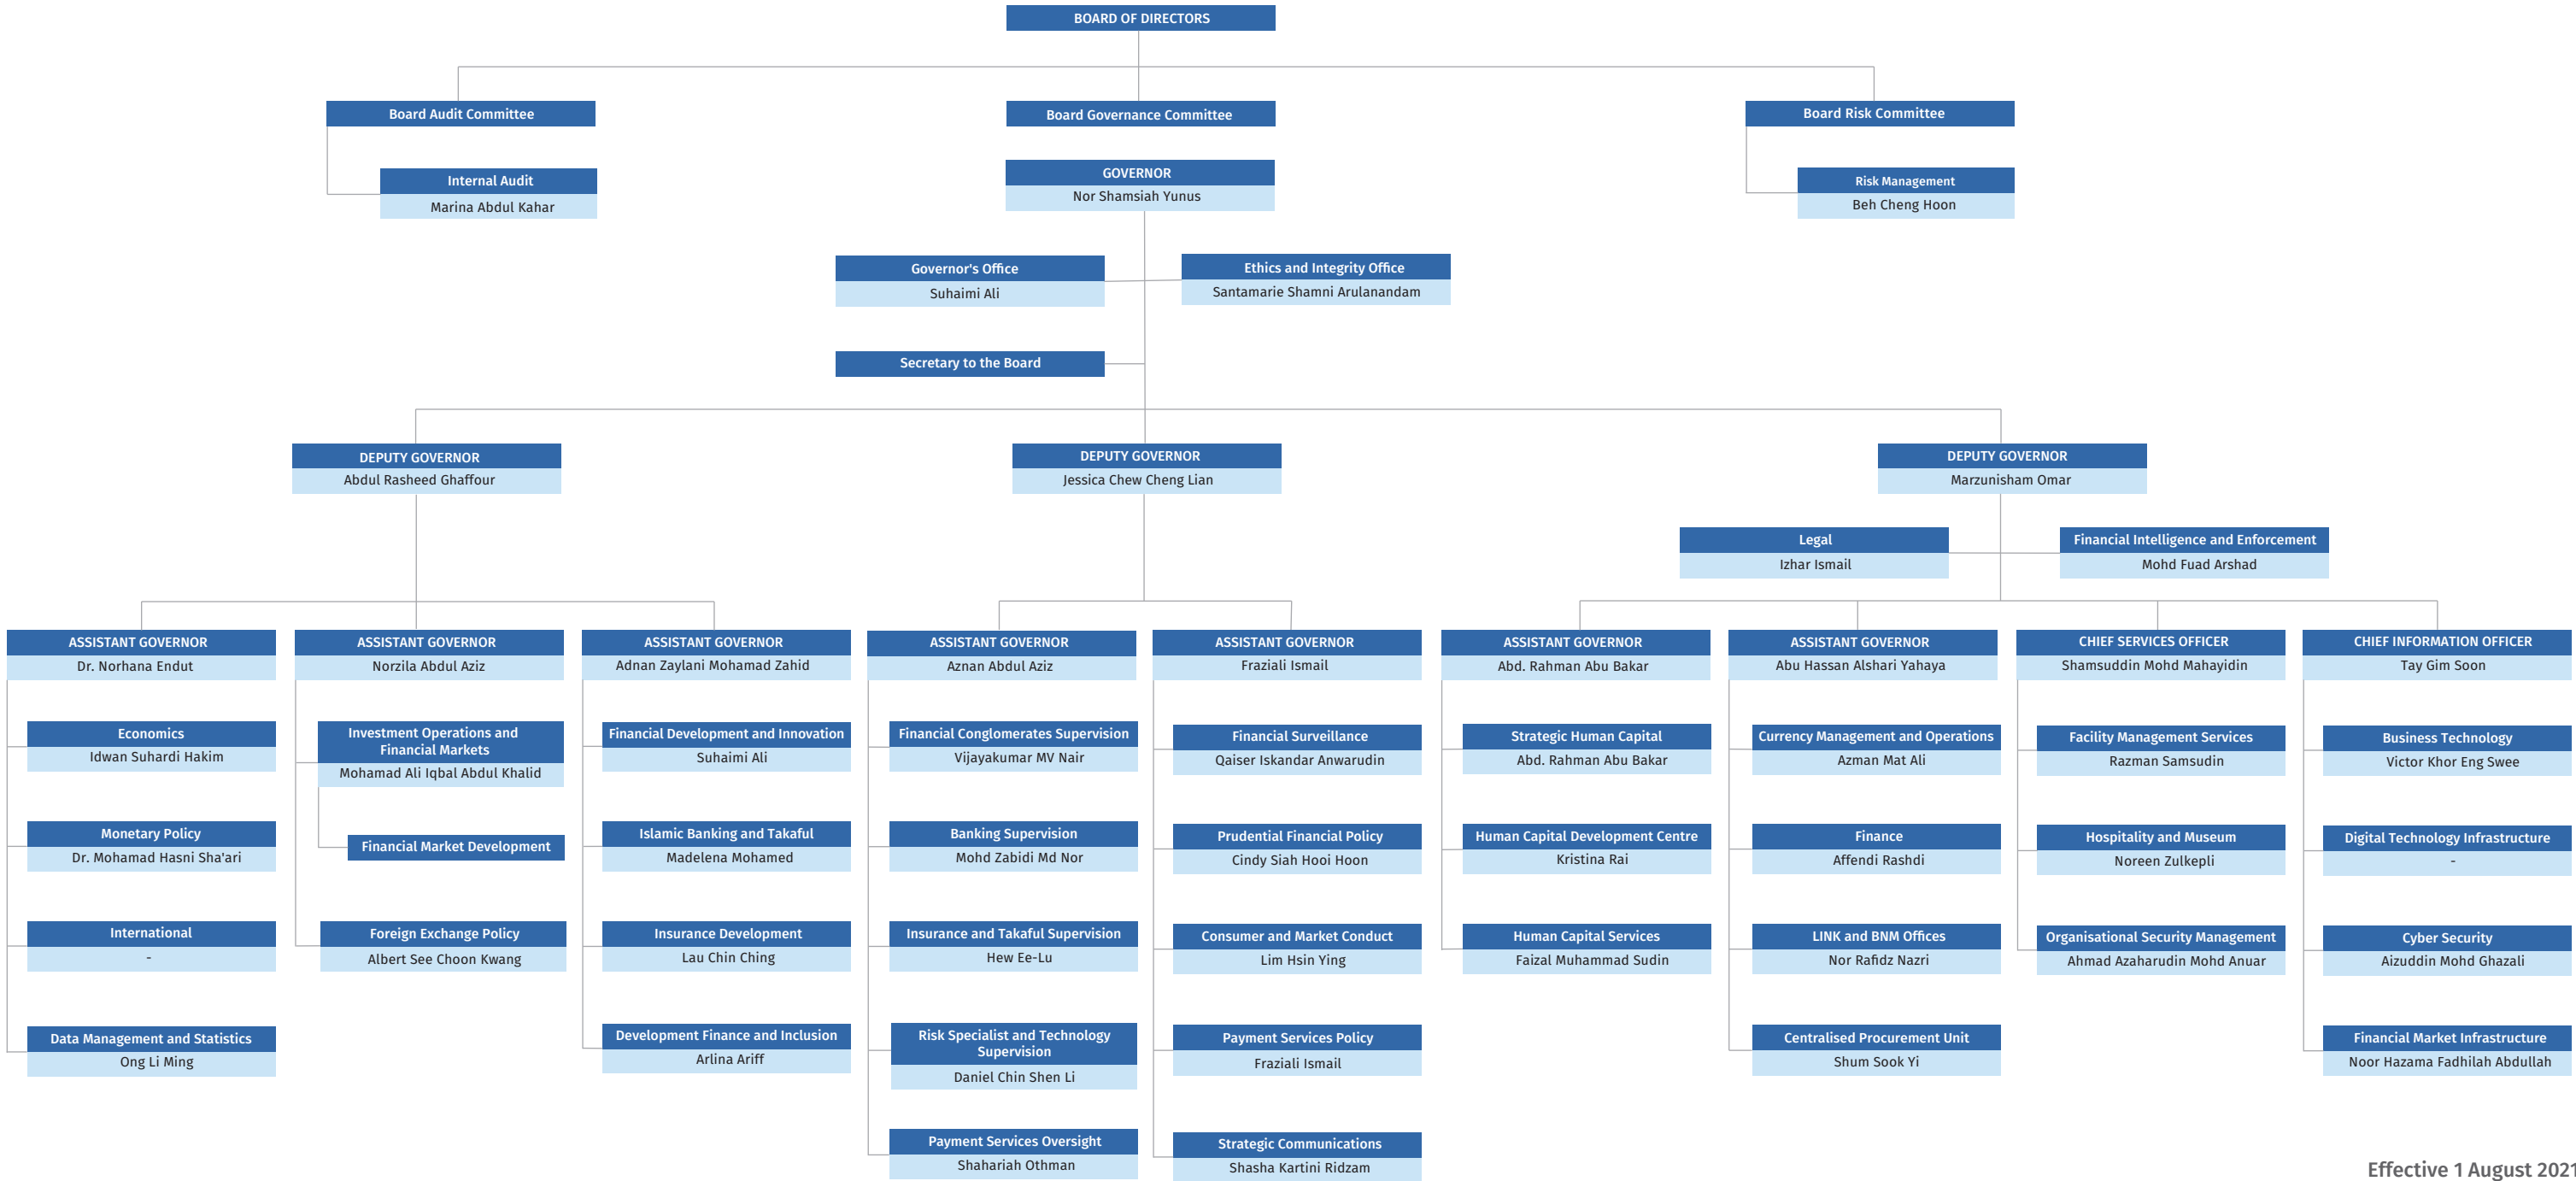 BOARD OF DIRECTORS
Board Audit Committee
Board Governance Committee
Board Risk Committee
Internal Audit
Marina Abdul Kahar
GOVERNOR
Nor Shamsiah Yunus
Risk Management
Beh Cheng Hoon
Governor's Office
Suhaimi Ali
Ethics and Integrity Office
Santamarie Shamni Arulanandam
Secretary to the Board
DEPUTY GOVERNOR
Abdul Rasheed Ghaffour
DEPUTY GOVERNOR
Jessica Chew Cheng Lian
DEPUTY GOVERNOR
Marzunisham Omar
Legal
Izhar Ismail
Financial Intelligence and Enforcement
Mohd Fuad Arshad
ASSISTANT GOVERNOR
Dr. Norhana Endut
Economics
Idwan Suhardi Hakim
Monetary Policy
Dr. Mohamad Hasni Sha'ari
International
-
Data Management and Statistics
Ong Li Ming
ASSISTANT GOVERNOR
Norzila Abdul Aziz
Investment Operations and
Financial Markets
Mohamad Ali Iqbal Abdul Khalid
Financial Market Development
Foreign Exchange Policy
Albert See Choon Kwang
ASSISTANT GOVERNOR
Adnan Zaylani Mohamad Zahid
Financial Development and Innovation
Suhaimi Ali
Islamic Banking and Takaful
Madelena Mohamed
Insurance Development
Lau Chin Ching
Development Finance and Inclusion
Arlina Ariff
ASSISTANT GOVERNOR
Aznan Abdul Aziz
Financial Conglomerates Supervision
Vijayakumar MV Nair
Banking Supervision
Mohd Zabidi Md Nor
Insurance and Takaful Supervision
Hew Ee-Lu
Risk Specialist and Technology
Supervision
Daniel Chin Shen Li
Payment Services Oversight
Shahariah Othman
ASSISTANT GOVERNOR
Fraziali Ismail
Financial Surveillance
Qaiser Iskandar Anwarudin
Prudential Financial Policy
Cindy Siah Hooi Hoon
Consumer and Market Conduct
Lim Hsin Ying
Payment Services Policy
Fraziali Ismail
Strategic Communications
Shasha Kartini Ridzam
ASSISTANT GOVERNOR
Abd. Rahman Abu Bakar
Strategic Human Capital
Abd. Rahman Abu Bakar
Human Capital Development Centre
Kristina Rai
Human Capital Services
Faizal Muhammad Sudin
ASSISTANT GOVERNOR
Abu Hassan Alshari Yahaya
Currency Management and Operations
Azman Mat Ali
Finance
Affendi Rashdi
LINK and BNM Offices
Nor Rafidz Nazri
Centralised Procurement Unit
Shum Sook Yi
CHIEF SERVICES OFFICER
Shamsuddin Mohd Mahayidin
Facility Management Services
Razman Samsudin
Hospitality and Museum
Noreen Zulkepli
Organisational Security Management
Ahmad Azaharudin Mohd Anuar
CHIEF INFORMATION OFFICER
Tay Gim Soon
Business Technology
Victor Khor Eng Swee
Digital Technology Infrastructure
-
Cyber Security
Aizuddin Mohd Ghazali
Financial Market Infrastructure
Noor Hazama Fadhilah Abdullah
Effective 1 August 2021